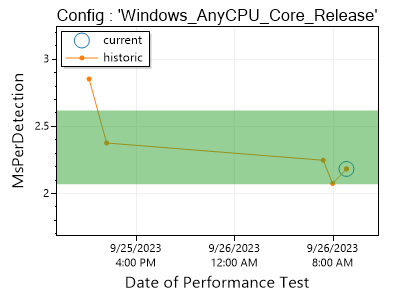 Config : 'Windows_AnyCPU_Core_Release'
current
historic
3
2.5
2
MsPerDetection
9/25/2023 9/26/2023 9/26/2023
4:00 PM 12:00 AM 8:00 AM
Date of Performance Test